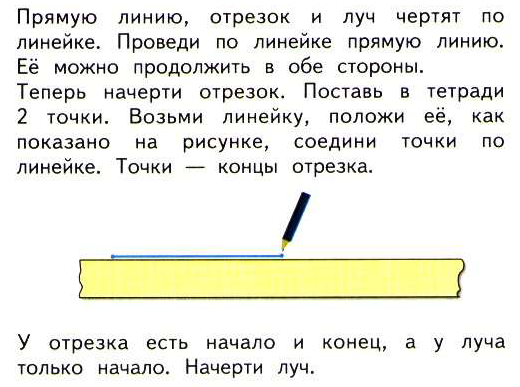 Прямую линию, отрезок и луч чертят по
линейке. Проведи по линейке прямую линию.
Её можно продолжить в обе стороны.
Теперь начерти отрезок. Поставь в тетради
2 точки. Возьми линейку, положи её, как
показано на рисунке, соедини точки по
линейке. Точки — концы отрезка.
У отрезка есть начало и конец, а у луча
только начало. Начерти луч.